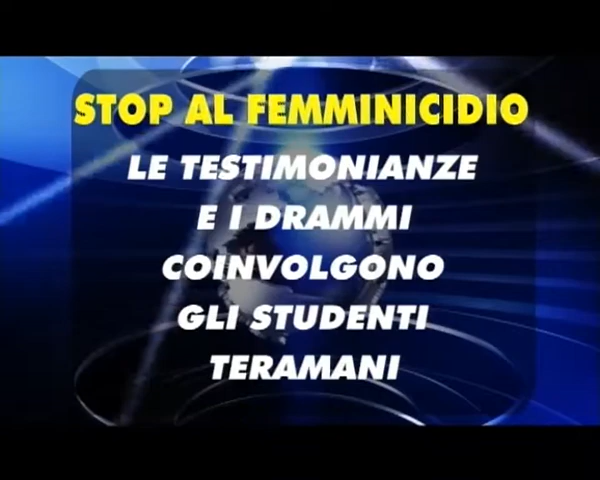 STOP AL FEMMINICIDIO
LE TESTIMONIANZE
E I DRAMMI
COINVOLGONO
GLI STUDENTI
TERAMANI